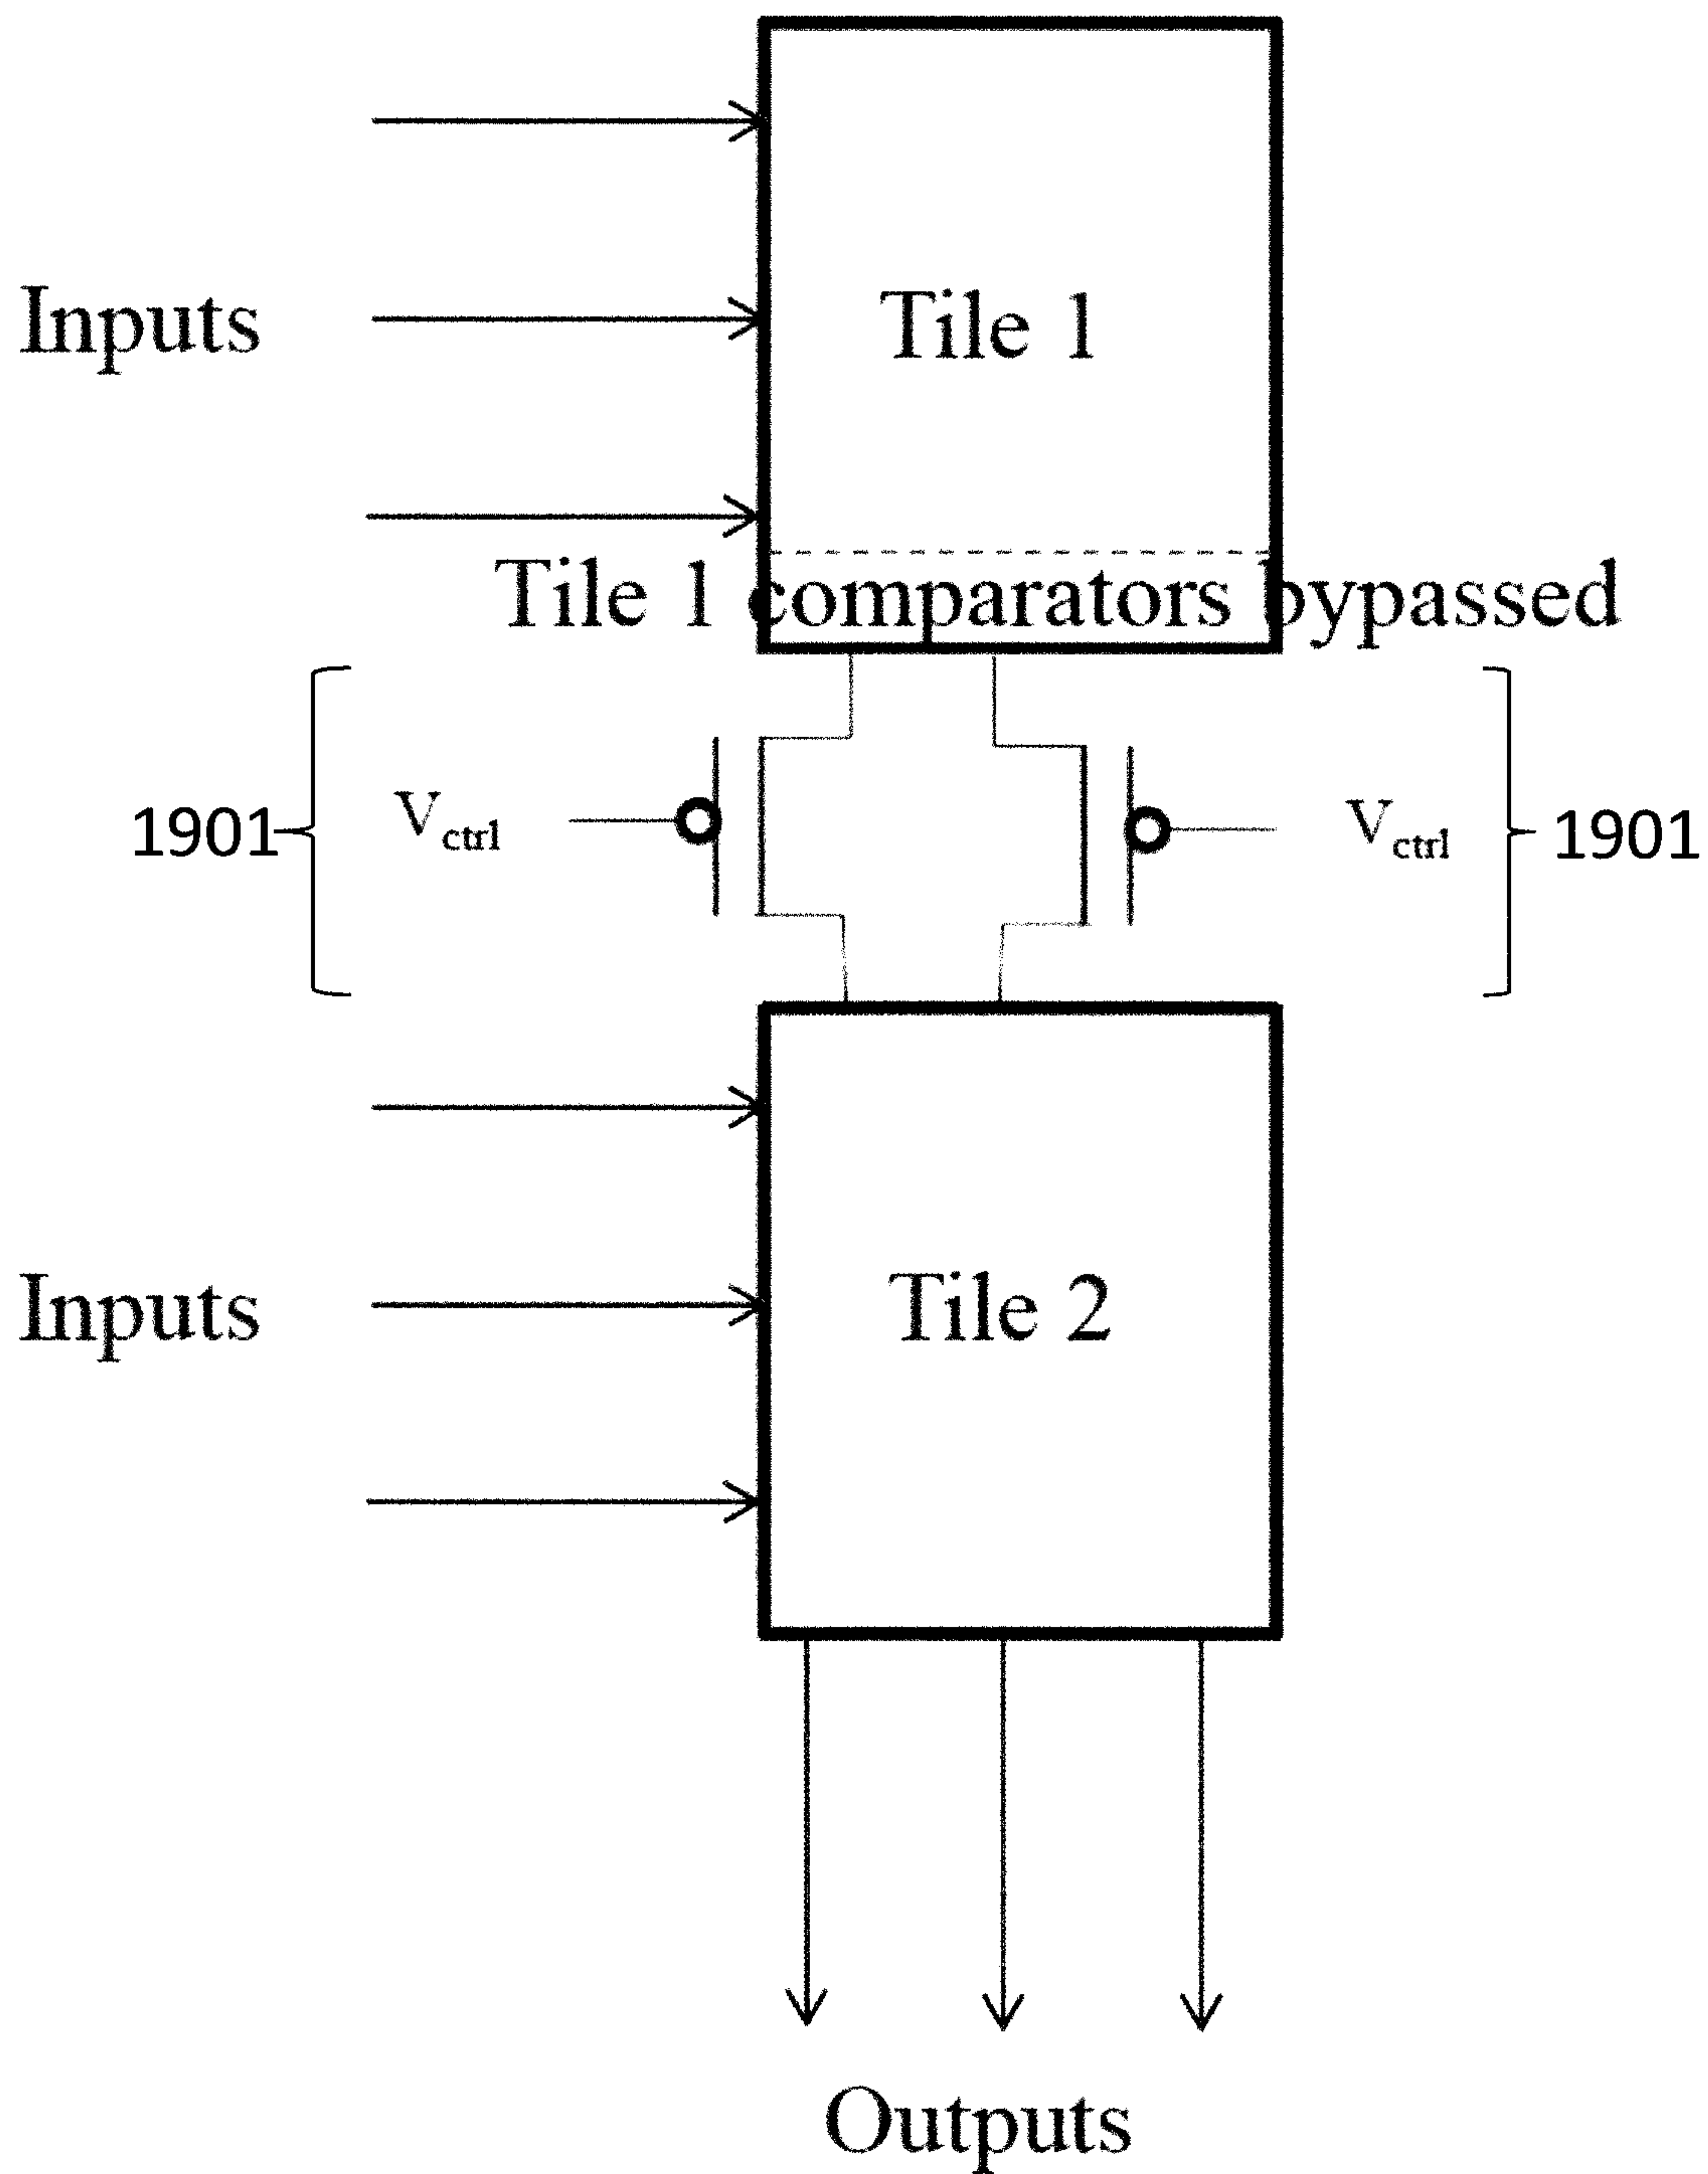 Inputs
Tile 1
Tile 1 comparators bypassed
1901 Vctrl Vctrl 1901
Inputs
Tile 2
Outputs